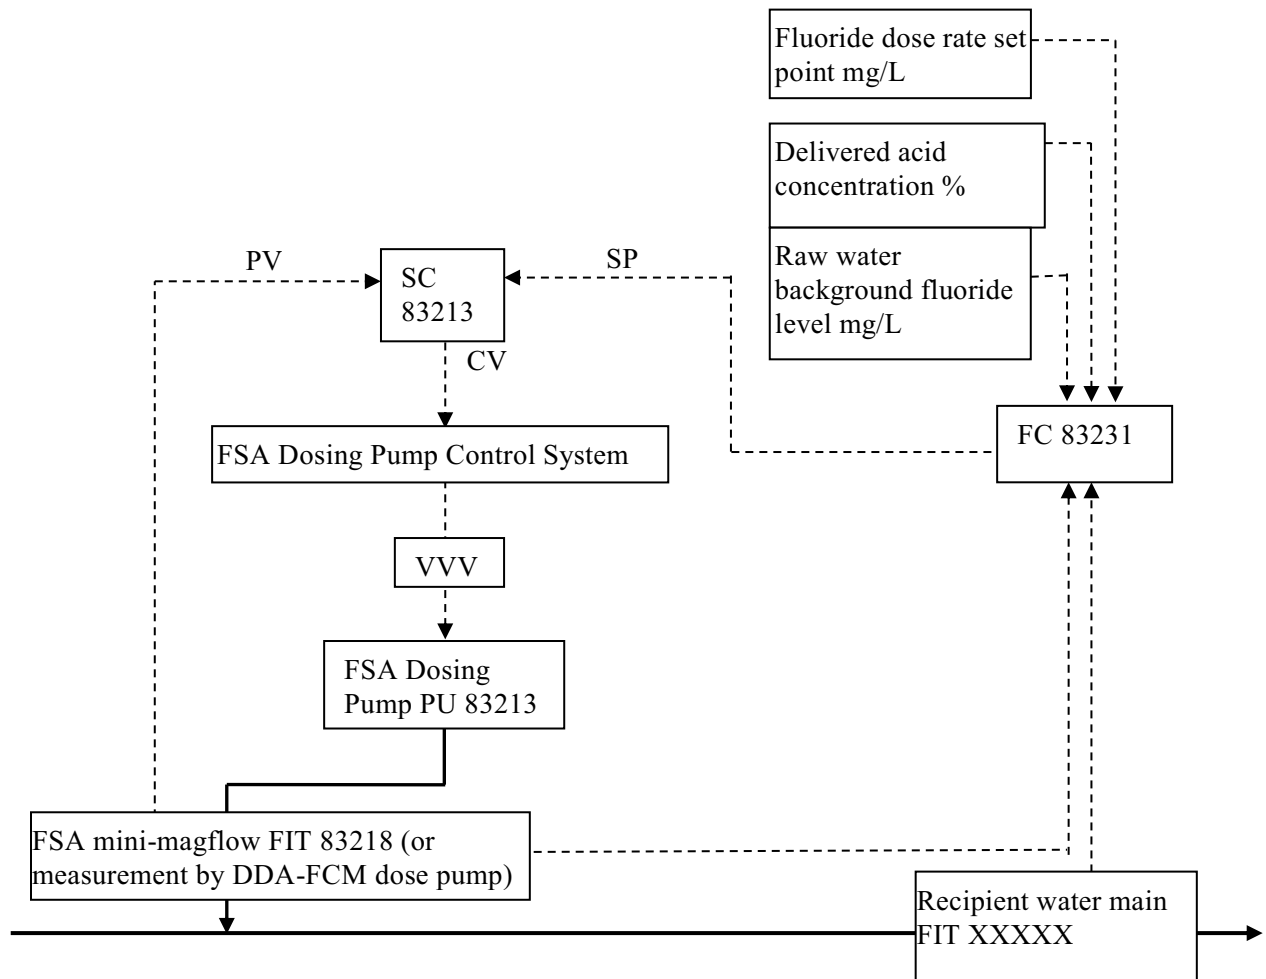 Fluoride dose rate set
point mg/L
Delivered acid
concentration %
Raw water
background fluoride
level mg/L
PV
SC
83213
SP
CV
FC 83231
FSA Dosing Pump Control System
VVV
FSA Dosing
Pump PU 83213
FSA mini-magflow FIT 83218 (or
measurement by DDA-FCM dose pump)
Recipient water main
FIT XXXXX